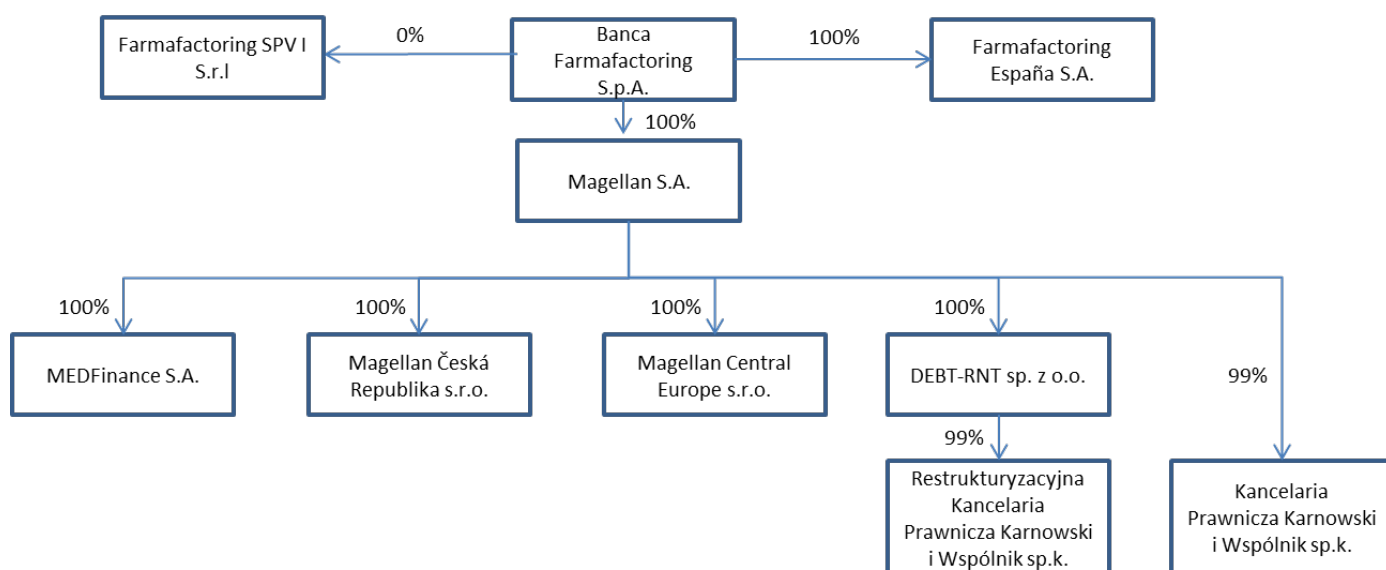 Farmafactoring SPV I
S.r.l
0%
Banca
Farmafactoring
S.p.A.
100%
Farmafactoring
España S.A.
100%
Magellan S.A.
100%
100%
100%
100%
99%
MEDFinance S.A.
Magellan Česká
Republika s.r.o.
Magellan Central
Europe s.r.o.
DEBT-RNT sp. z o.o.
99%
Restrukturyzacyjna
Kancelaria
Prawnicza Karnowski
i Wspólnik sp.k.
Kancelaria
Prawnicza Karnowski
i Wspólnik sp.k.